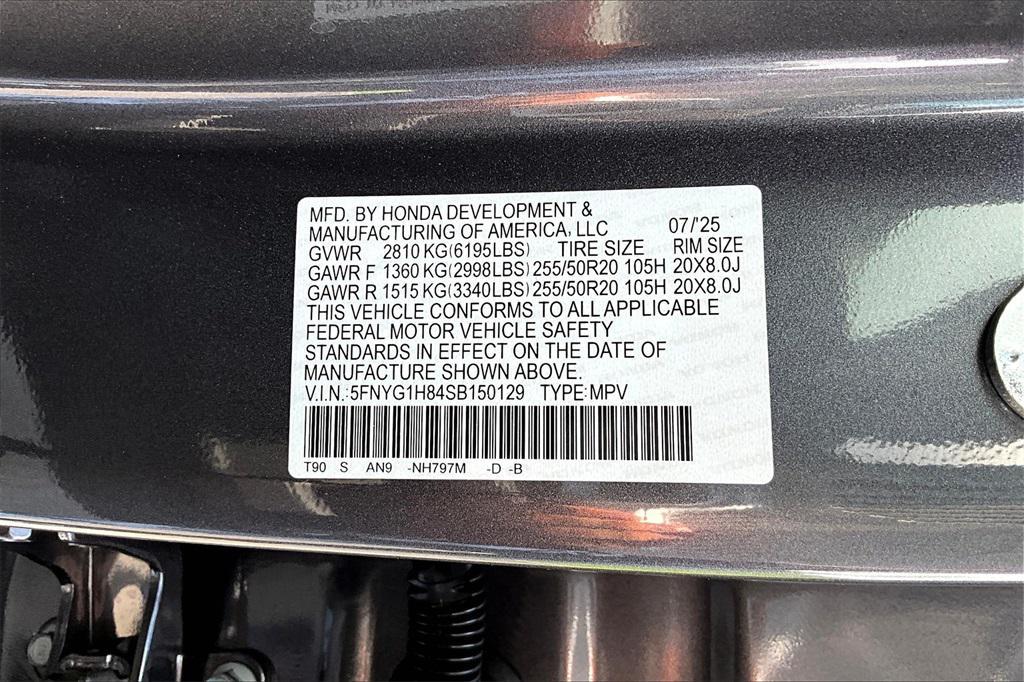 MFD. BY HONDA DEVELOPMENT &
MANUFACTURING OF AMERICA, LLC 07/'25
GVWR 2810 KG(6195LBS) TIRE SIZE RIM SIZE
GAWR F 1360 KG(2998LBS) 255/50R20 105H 20X8.0J
GAWR R 1515 KG(3340LBS) 255/50R20 105H 20X8.0J
THIS VEHICLE CONFORMS TO ALL APPLICABLE
FEDERAL MOTOR VEHICLE SAFETY
STANDARDS IN EFFECT ON THE DATE OF
MANUFACTURE SHOWN ABOVE.
V.I.N.:5FNYG1H84SB150129 TYPE:MPV
T90 S AN9 -NH797M -D -B